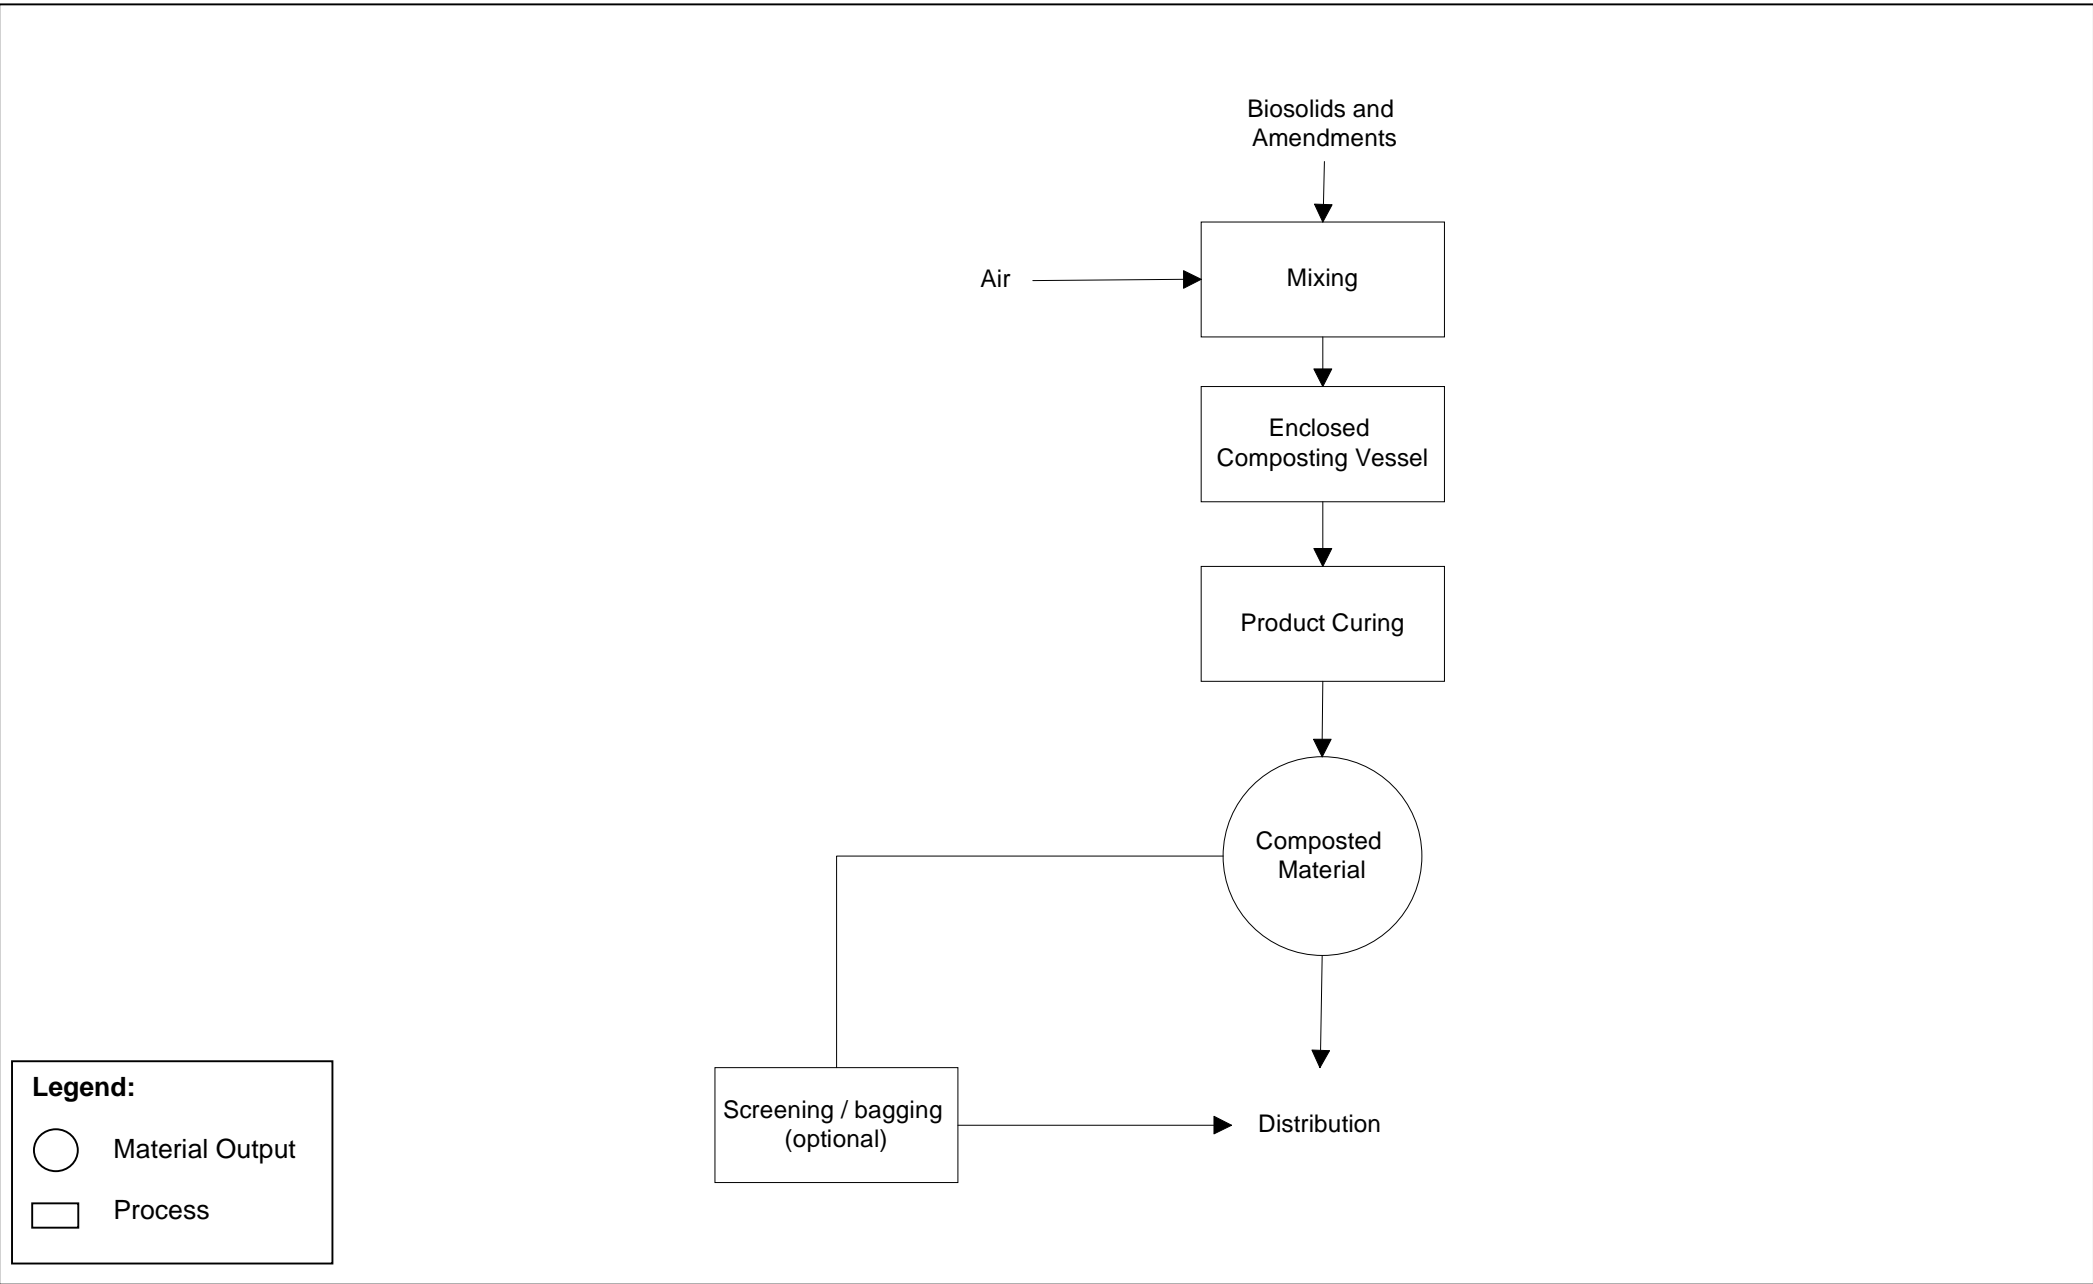 Biosolids and
Amendments
Air
Mixing
Enclosed
Composting Vessel
Product Curing
Composted
Material
Screening / bagging
(optional)
Distribution
Legend:
Material Output
Process